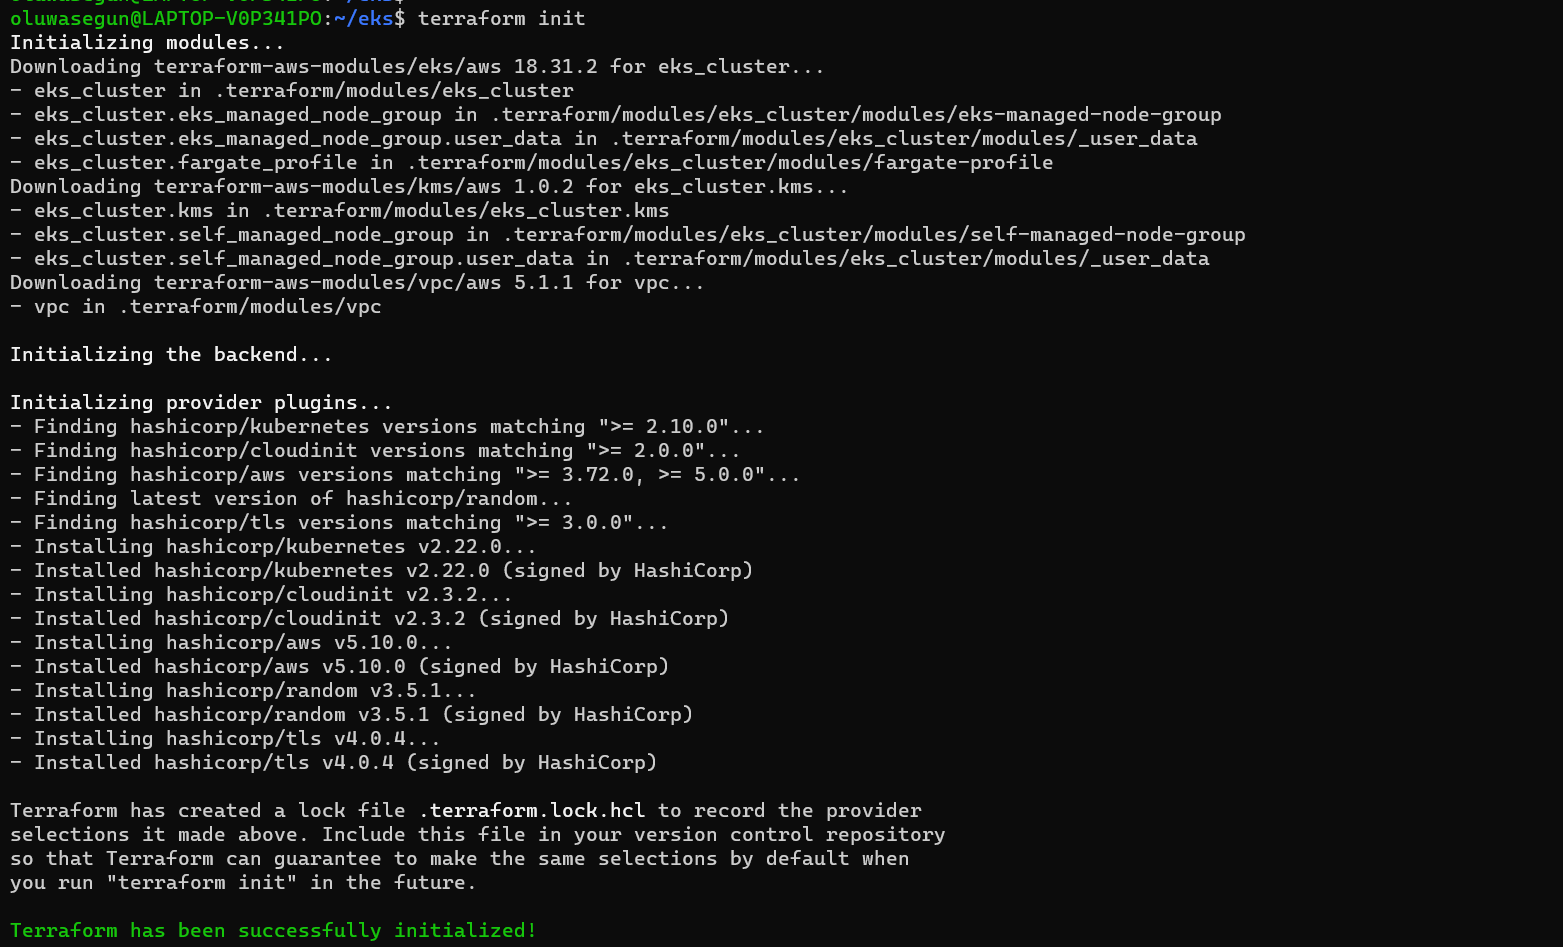 oluwasegun@LAPTOP-V0P341PO:~/eks$
oluwasegun@LAPTOP-V0P341PO:~/eks$ terraform init
Initializing modules...
Downloading terraform-aws-modules/eks/aws 18.31.2 for eks_cluster...
- eks_cluster in .terraform/modules/eks_cluster
- eks_cluster.eks_managed_node_group in .terraform/modules/eks_cluster/modules/eks-managed-node-group
- eks_cluster.eks_managed_node_group.user_data in .terraform/modules/eks_cluster/modules/_user_data
- eks_cluster.fargate_profile in .terraform/modules/eks_cluster/modules/fargate-profile
Downloading terraform-aws-modules/kms/aws 1.0.2 for eks_cluster.kms...
- eks_cluster.kms in .terraform/modules/eks_cluster.kms
- eks_cluster.self_managed_node_group in .terraform/modules/eks_cluster/modules/self-managed-node-group
- eks_cluster.self_managed_node_group.user_data in .terraform/modules/eks_cluster/modules/_user_data
Downloading terraform-aws-modules/vpc/aws 5.1.1 for vpc...
- vpc in .terraform/modules/vpc
Initializing the backend...
Initializing provider plugins...
- Finding hashicorp/kubernetes versions matching ">= 2.10.0"...
- Finding hashicorp/cloudinit versions matching ">= 2.0.0"...
- Finding hashicorp/aws versions matching ">= 3.72.0, >= 5.0.0"...
- Finding latest version of hashicorp/random...
- Finding hashicorp/tls versions matching ">= 3.0.0"...
- Installing hashicorp/kubernetes v2.22.0...
- Installed hashicorp/kubernetes v2.22.0 (signed by HashiCorp)
- Installing hashicorp/cloudinit v2.3.2...
- Installed hashicorp/cloudinit v2.3.2 (signed by HashiCorp)
- Installing hashicorp/aws v5.10.0...
- Installed hashicorp/aws v5.10.0 (signed by HashiCorp)
- Installing hashicorp/random v3.5.1...
- Installed hashicorp/random v3.5.1 (signed by HashiCorp)
- Installing hashicorp/tls v4.0.4...
- Installed hashicorp/tls v4.0.4 (signed by HashiCorp)
Terraform has created a lock file .terraform.lock.hcl to record the provider
selections it made above. Include this file in your version control repository
so that Terraform can guarantee to make the same selections by default when
you run "terraform init" in the future.
Terraform has been successfully initialized!